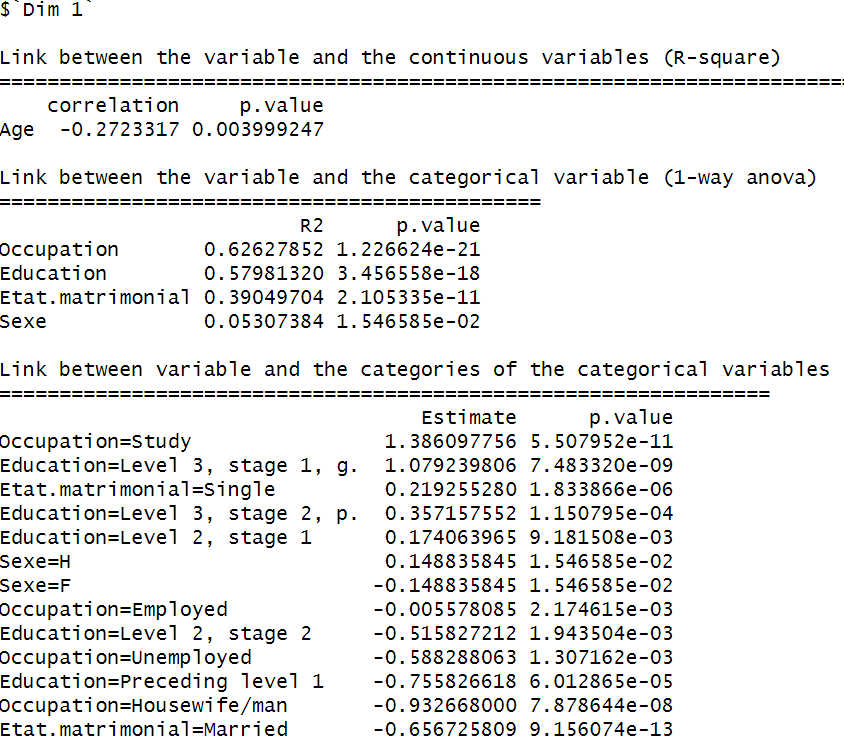 $`Dim 1`
Link between the variable and the continuous variables (R-square)
================================================================================
correlation p.value
Age -0.2723317 0.003999247
Link between the variable and the categorical variable (1-way anova)
=============================================
R2 p.value
Occupation 0.62627852 1.226624e-21
Education 0.57981320 3.456558e-18
Etat.matrimonial 0.39049704 2.105335e-11
Sexe 0.05307384 1.546585e-02
Link between variable and the categories of the categorical variables
================================================================
Estimate p.value
Occupation=Study 1.386097756 5.507952e-11
Education=Level 3, stage 1, g. 1.079239806 7.483320e-09
Etat.matrimonial=Single 0.219255280 1.833866e-06
Education=Level 3, stage 2, p. 0.357157552 1.150795e-04
Education=Level 2, stage 1 0.174063965 9.181508e-03
Sexe=H 0.148835845 1.546585e-02
Sexe=F -0.148835845 1.546585e-02
Occupation=Employed -0.005578085 2.174615e-03
Education=Level 2, stage 2 -0.515827212 1.943504e-03
Occupation=Unemployed -0.588288063 1.307162e-03
Education=Preceding level 1 -0.755826618 6.012865e-05
Occupation=Housewife/man -0.932668000 7.878644e-08
Etat.matrimonial=Married -0.656725809 9.156074e-13